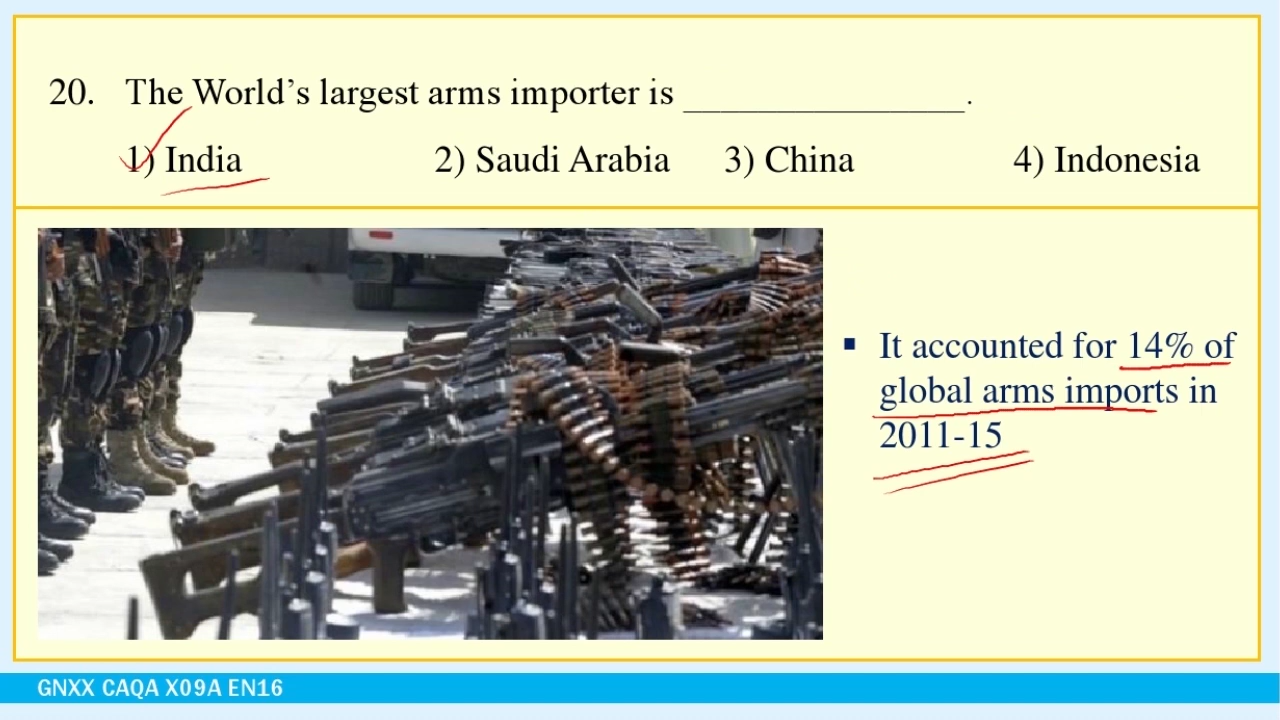 20. The World’s largest arms importer is _______________.
1) India 2) Saudi Arabia 3) China 4) Indonesia
▪ It accounted for 14% of
global arms imports in
2011-15
GNXX CAQA X09A EN16